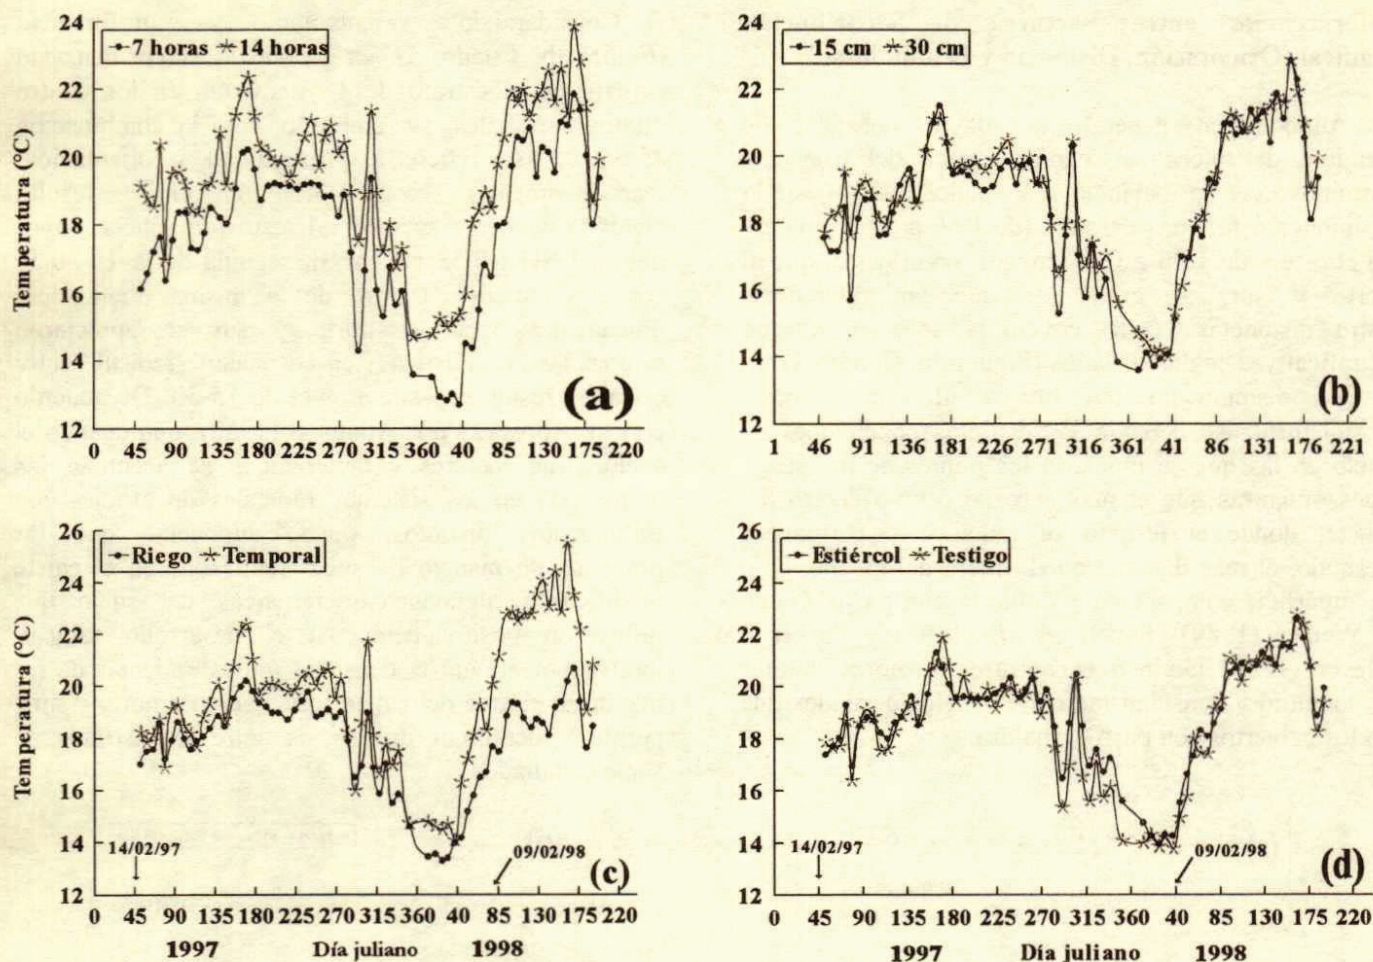 7 horas 14 horas
Temperatura (°C)
24
22
20
18
16
14
12
(a)
0 45 90 135 180 225 270 315 360 40 85 130 175 220
15 cm 30 cm
24
22
20
18
16
14
12
(b)
1 46 91 136 181 226 271 316 361 41 86 131 176 221
Riego Temporal
Temperatura (°C)
26
24
22
20
18
16
14
12
14/02/97
09/02/98
(c)
0 45 90 135 180 225 270 315 360 40 85 130 175 220
1997 Día juliano 1998
Estiércol Testigo
26
24
22
20
18
16
14
12
14/02/97
09/02/98
(d)
0 45 90 135 180 225 270 315 360 40 85 130 175 220
1997 Día juliano 1998